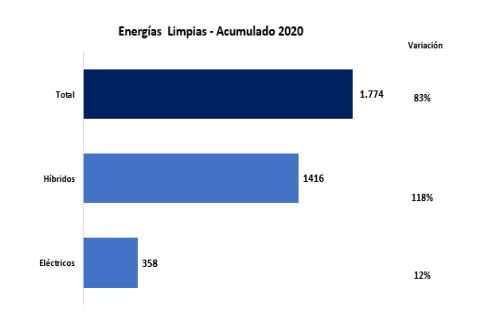 Energías Limpias - Acumulado 2020
Variación
Total 1.774 83%
Híbridos 1416 118%
Eléctricos 358 12%